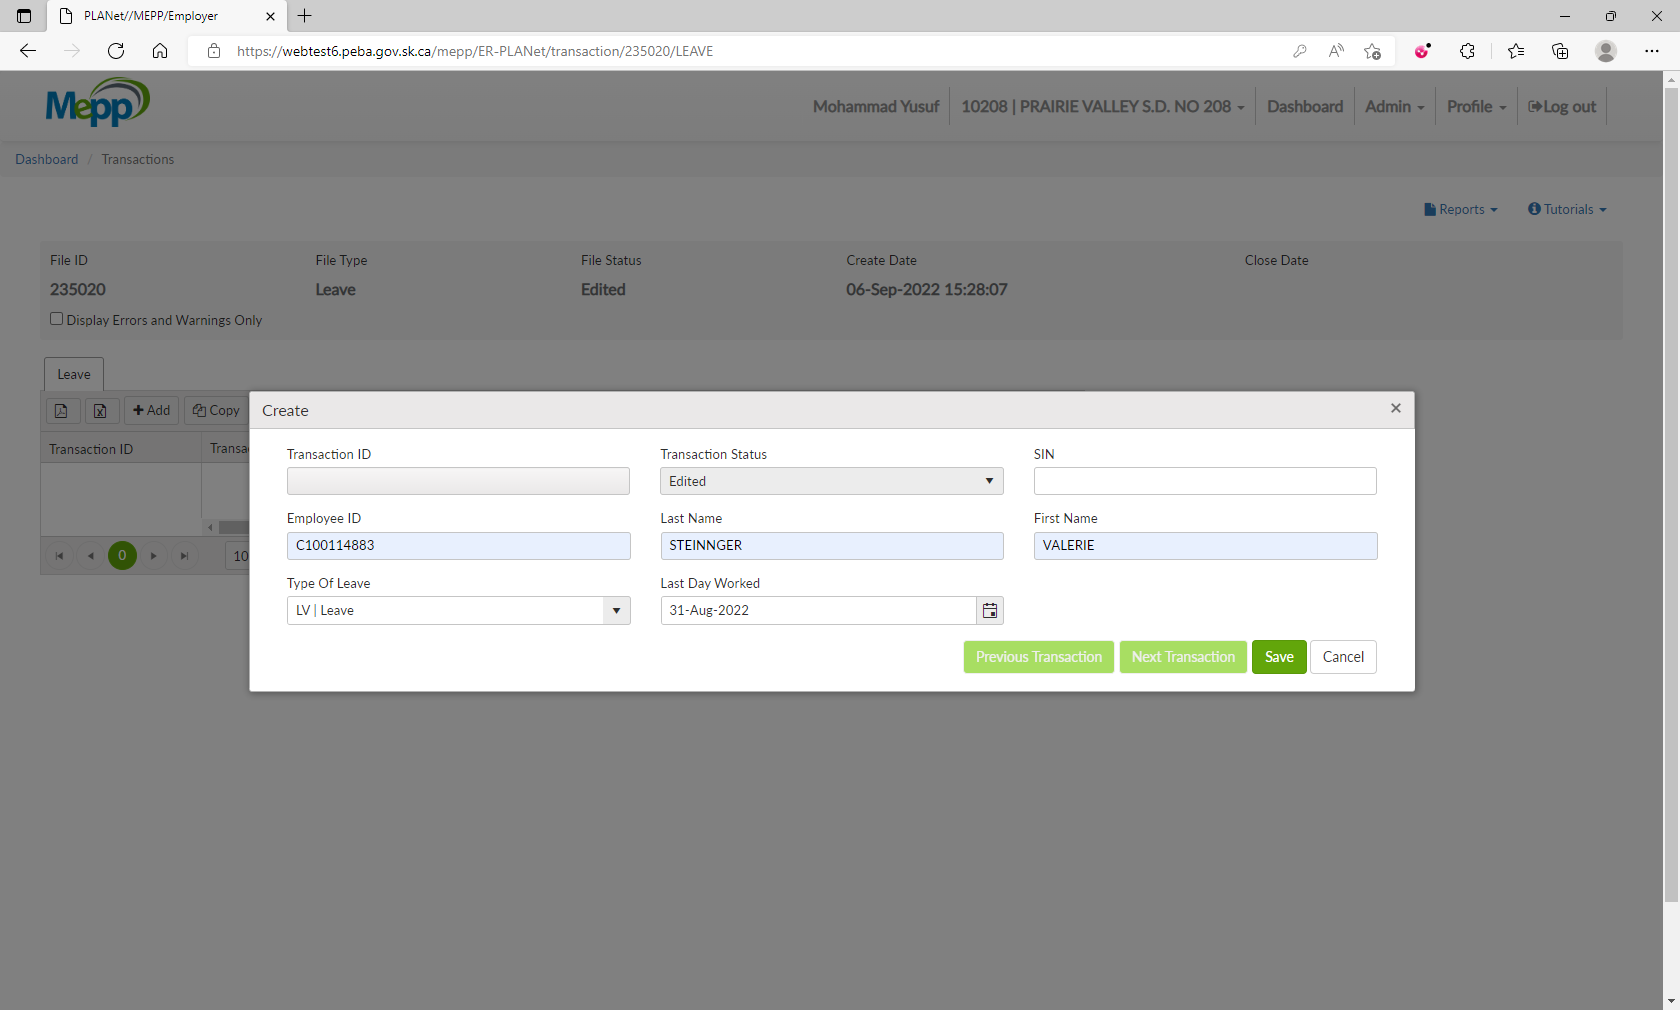 PLANet//MEPP/Employer
https://webtest6.peba.gov.sk.ca/mepp/ER-PLANet/transaction/235020/LEAVE
Mepp
Mohammad Yusuf
10208 | PRAIRIE VALLEY S.D. NO 208
Dashboard
Admin
Profile
Log out
Dashboard / Transactions
Reports
Tutorials
File ID
File Type
File Status
Create Date
Close Date
235020
Leave
Edited
06-Sep-2022 15:28:07
Display Errors and Warnings Only
Leave
Add
Copy
Create
Transaction ID
Transa
0
10
Transaction ID
Transaction Status
SIN
Edited
Employee ID
Last Name
First Name
C100114883
STEINNGER
VALERIE
Type Of Leave
Last Day Worked
LV | Leave
31-Aug-2022
Previous Transaction
Next Transaction
Save
Cancel